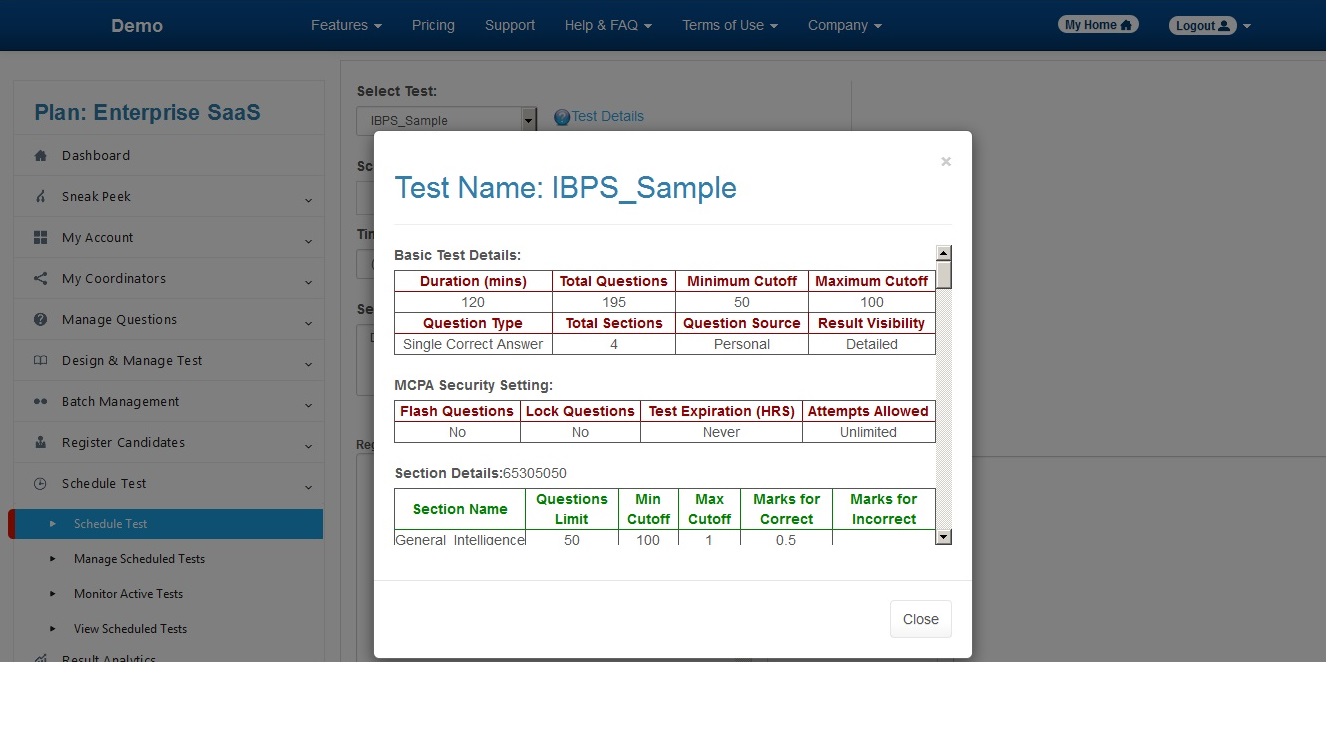 Demo Features Pricing Support Help & FAQ Terms of Use Company My Home Logout
Plan: Enterprise SaaS
Dashboard
Sneak Peek
My Account
My Coordinators
Manage Questions
Design & Manage Test
Batch Management
Register Candidates
Schedule Test
Schedule Test
Manage Scheduled Tests
Monitor Active Tests
View Scheduled Tests
Result Analytics
Select Test:
IBPS_Sample Test Details
×
Test Name: IBPS_Sample
Basic Test Details:
Duration (mins) Total Questions Minimum Cutoff Maximum Cutoff
120 195 50 100
Question Type Total Sections Question Source Result Visibility
Single Correct Answer 4 Personal Detailed
MCPA Security Setting:
Flash Questions Lock Questions Test Expiration (HRS) Attempts Allowed
No No Never Unlimited
Section Details:65305050
Section Name Questions Limit Min Cutoff Max Cutoff Marks for Correct Marks for Incorrect
General Intelligence 50 100 1 0.5
Close